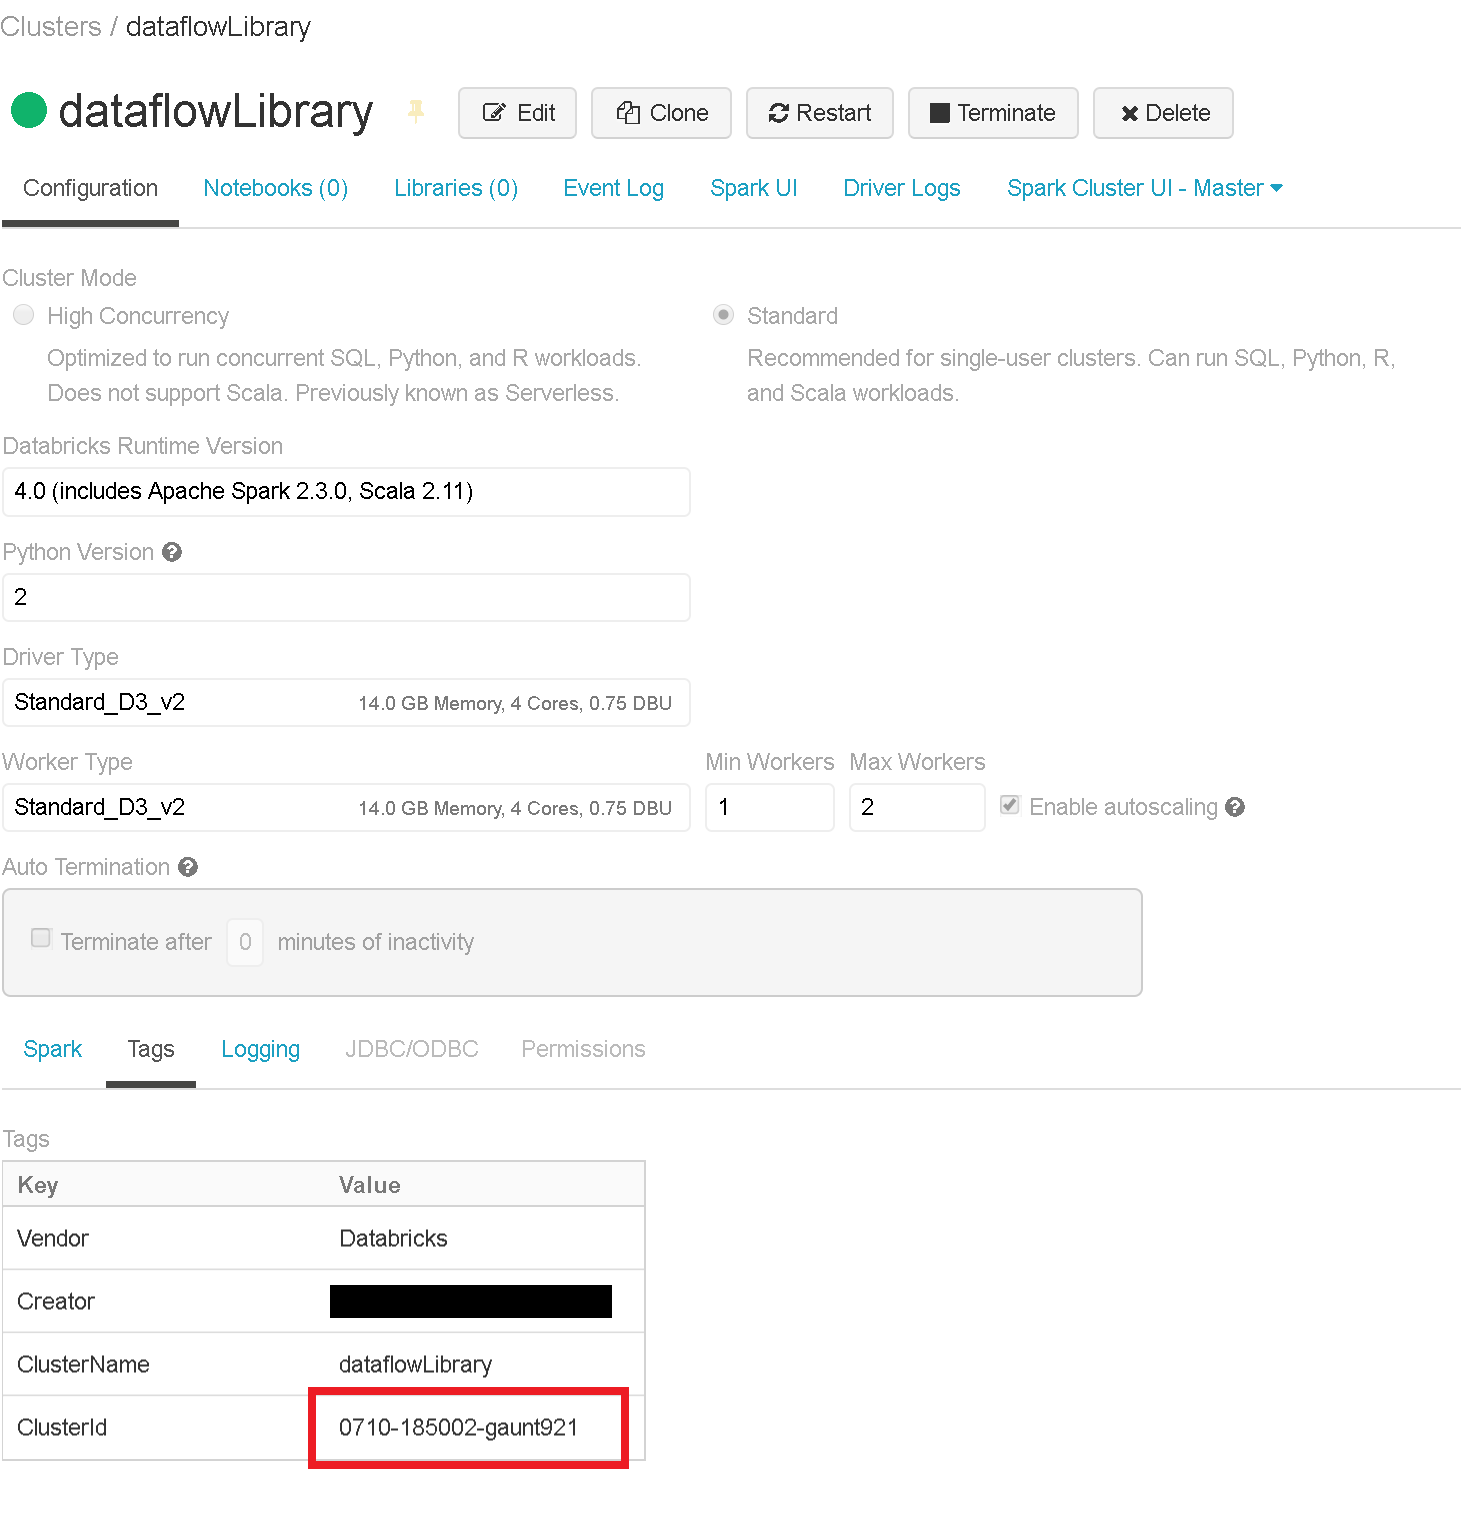 Clusters / dataflowLibrary
dataflowLibrary Edit Clone Restart Terminate Delete
Configuration Notebooks (0) Libraries (0) Event Log Spark UI Driver Logs Spark Cluster UI - Master
Cluster Mode
High Concurrency Standard
Optimized to run concurrent SQL, Python, and R workloads. Recommended for single-user clusters. Can run SQL, Python, R,
Does not support Scala. Previously known as Serverless. and Scala workloads.
Databricks Runtime Version
4.0 (includes Apache Spark 2.3.0, Scala 2.11)
Python Version ?
2
Driver Type
Standard_D3_v2 14.0 GB Memory, 4 Cores, 0.75 DBU
Worker Type Min Workers Max Workers
Standard_D3_v2 14.0 GB Memory, 4 Cores, 0.75 DBU 1 2 Enable autoscaling ?
Auto Termination ?
Terminate after 0 minutes of inactivity
Spark Tags Logging JDBC/ODBC Permissions
Tags
Key Value
Vendor Databricks
Creator
ClusterName dataflowLibrary
ClusterId 0710-185002-gaunt921